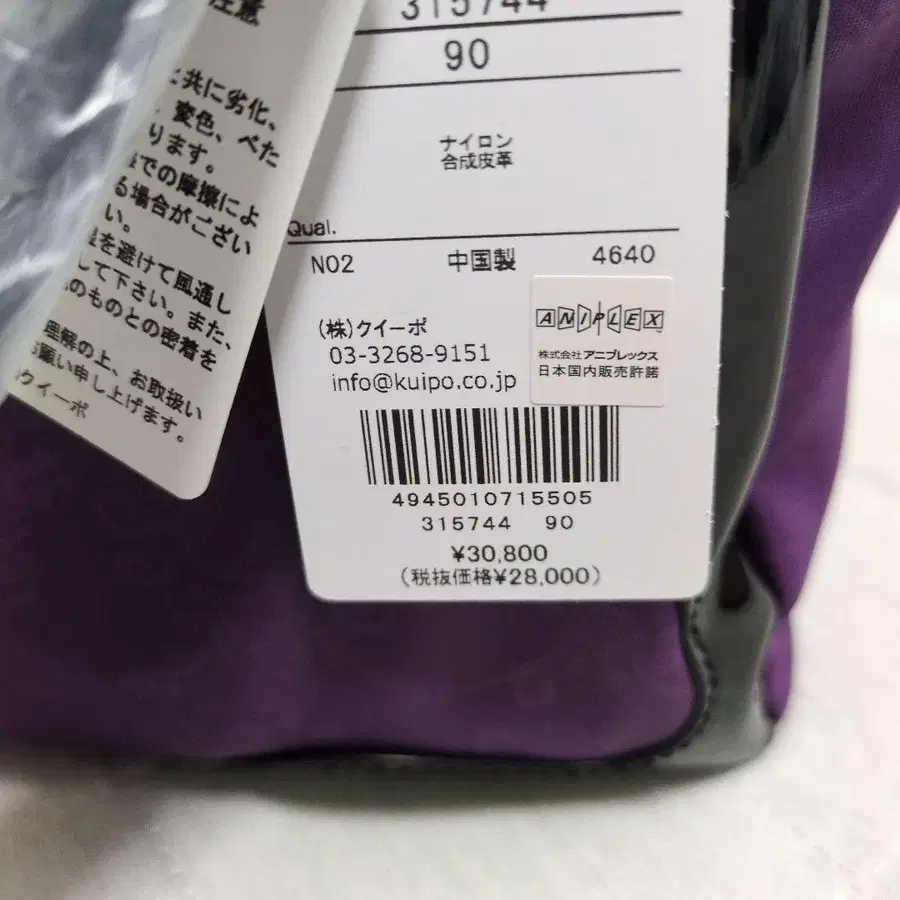 注意
と共に劣化、
変色、べた
ります。
での摩擦によ
る場合がござい
い。
を避けて風通し
して下さい。また、
のものとの密着を
理解の上、お取扱い
お願い申し上げます。
クイーポ
315744
90
ナイロン
合成皮革
Qual.
N02 中国製 4640
ANIPLEX
株式会社 アニプレックス
日本国内販売許諾
(株)クイーポ
03-3268-9151
info@kuipo.co.jp
4945010715505
315744 90
¥30,800
(税抜価格¥28,000)